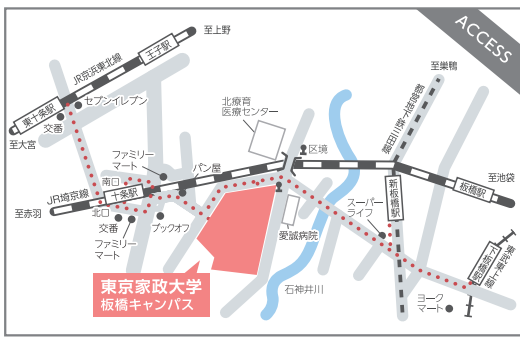 ACCESS
至上野
JR京浜東北線
王子駅
至巣鴨
東十条駅
セブンイレブン
交番
至大宮
北療育
医療センター
都営地下鉄三田線
区境
ファミリー
マート
パン屋
至池袋
板橋駅
南口
十条駅
JR埼京線
至赤羽
北口
交番
ファミリー
マート
ブックオフ
新板橋駅
スーパー
ライフ
愛誠病院
東武東上線
下板橋駅
東京家政大学
板橋キャンパス
石神井川
ヨーク
マート